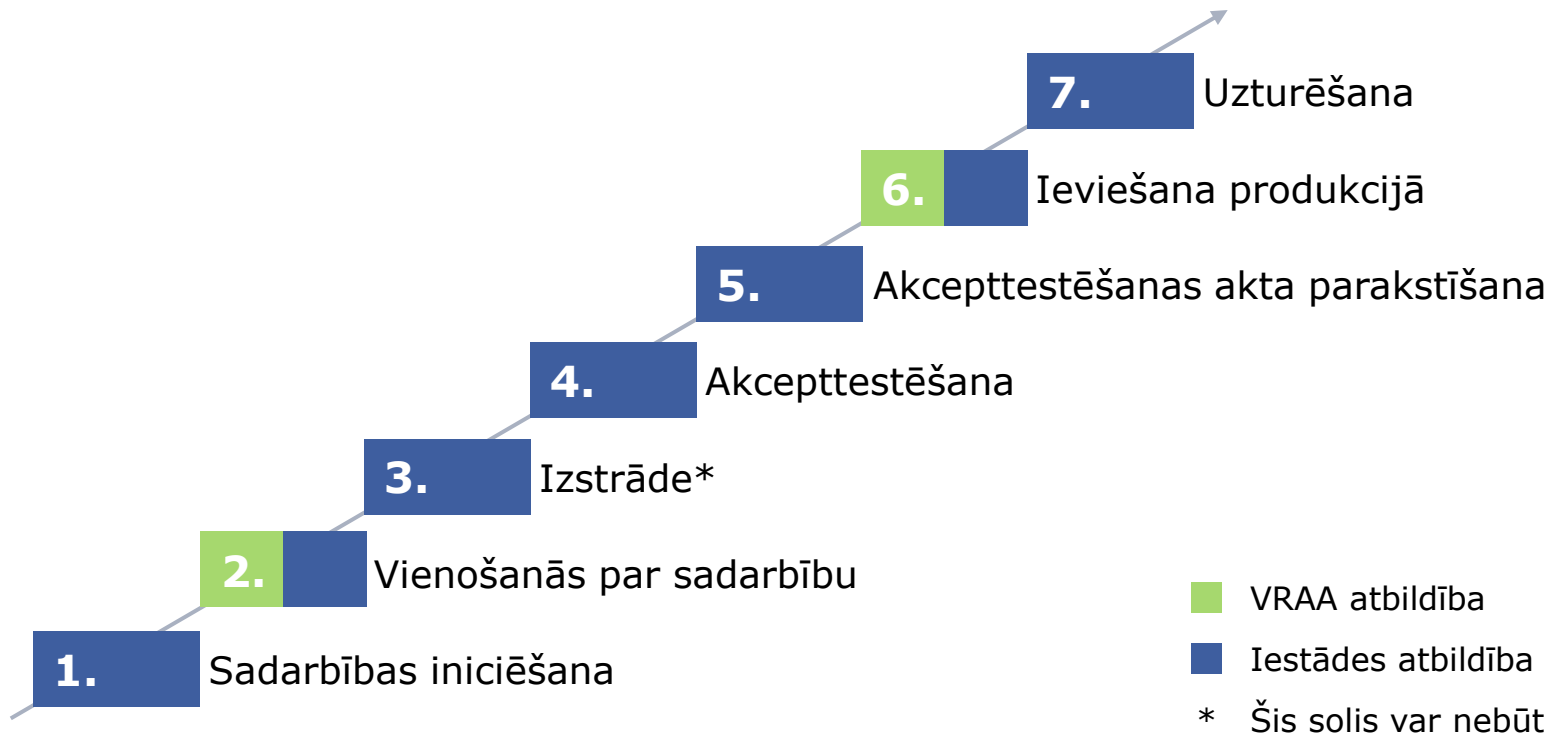 7. Uzturēšana
6. Ieviešana produkcijā
5. Akcepttestēšanas akta parakstīšana
4. Akcepttestēšana
3. Izstrāde*
2. Vienošanās par sadarbību
1. Sadarbības iniciēšana
VRAA atbildība
Iestādes atbildība
* Šis solis var nebūt